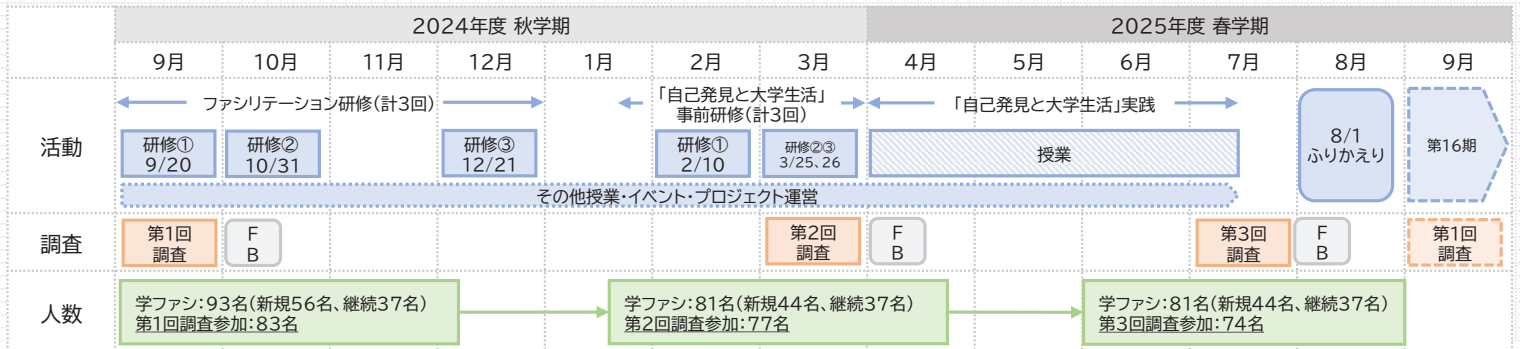 2024年度 秋学期
2025年度 春学期
9月
10月
11月
12月
1月
2月
3月
4月
5月
6月
7月
8月
9月
活動
ファシリテーション研修(計3回)
「自己発見と大学生活」
事前研修(計3回)
「自己発見と大学生活」実践
研修①
9/20
研修②
10/31
研修③
12/21
研修①
2/10
研修②③
3/25、26
授業
8/1
ふりかえり
第16期
その他授業・イベント・プロジェクト運営
調査
第1回
調査
F
B
第2回
調査
F
B
第3回
調査
F
B
第1回
調査
人数
学ファシ:93名(新規56名、継続37名)
第1回調査参加:83名
学ファシ:81名(新規44名、継続37名)
第2回調査参加:77名
学ファシ:81名(新規44名、継続37名)
第3回調査参加:74名